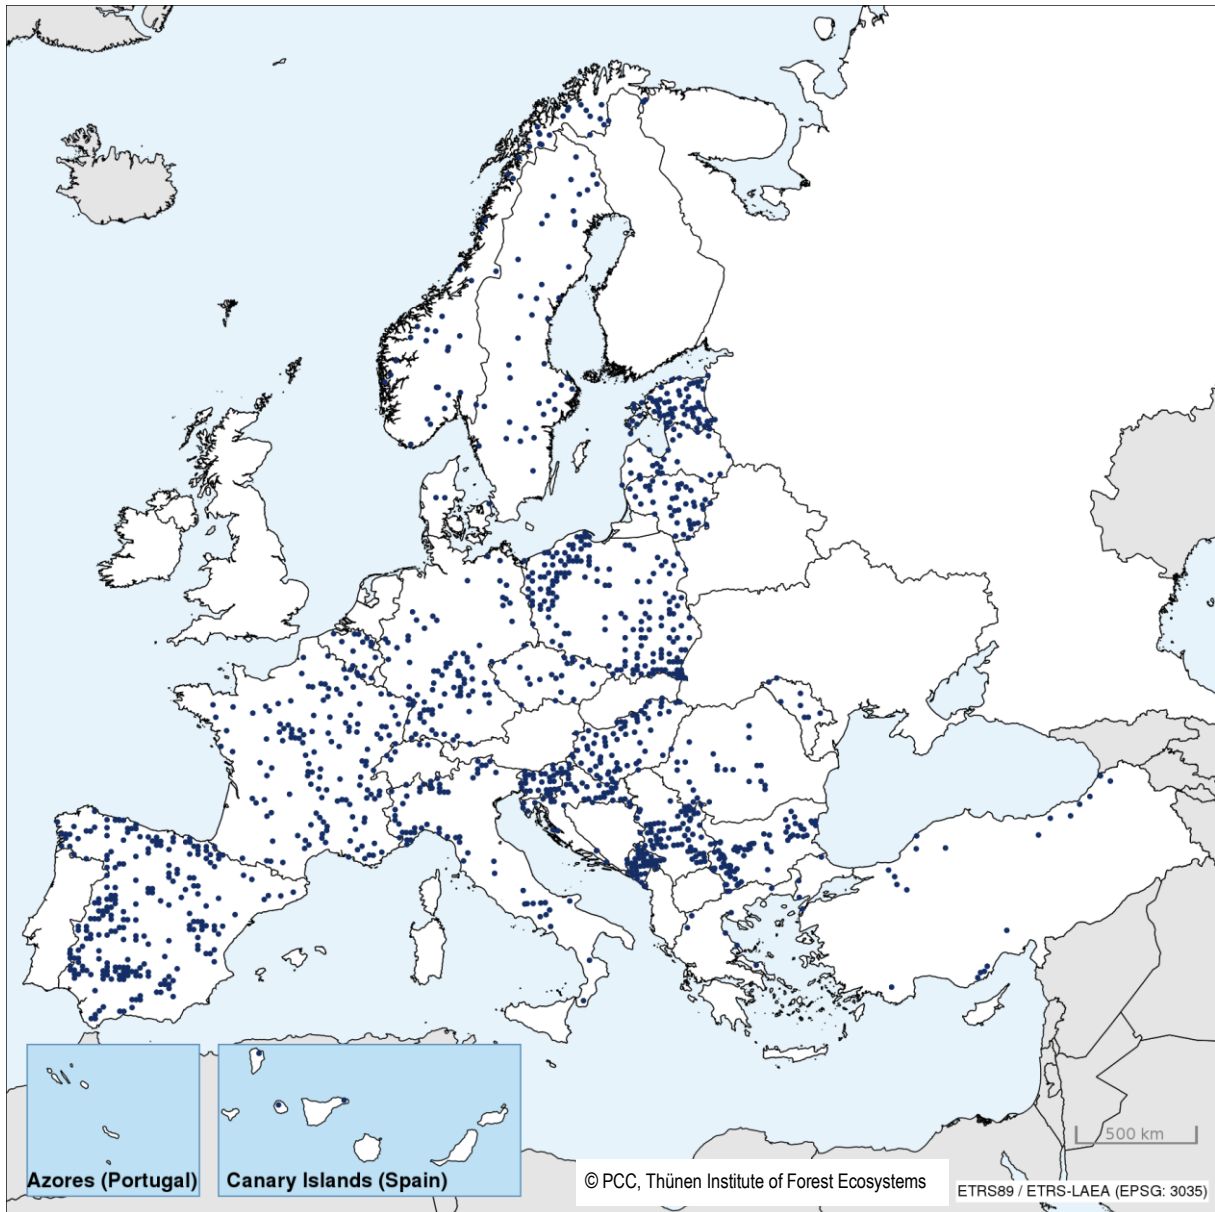 500 km
Azores (Portugal)
Canary Islands (Spain)
© PCC, Thünen Institute of Forest Ecosystems
ETRS89 / ETRS-LAEA (EPSG: 3035)